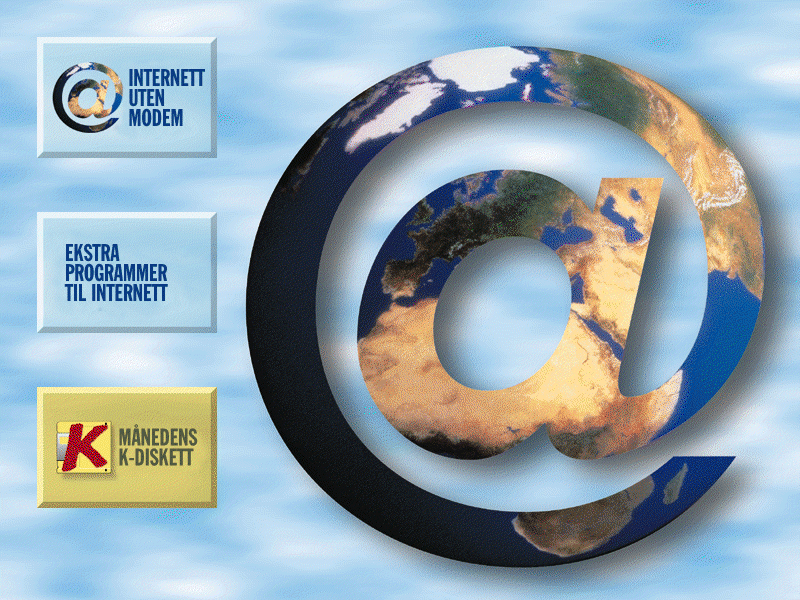 @ INTERNETT
UTEN
MODEM
EKSTRA
PROGRAMMER
TIL INTERNETT
K MÅNEDENS
K-DISKETT
@